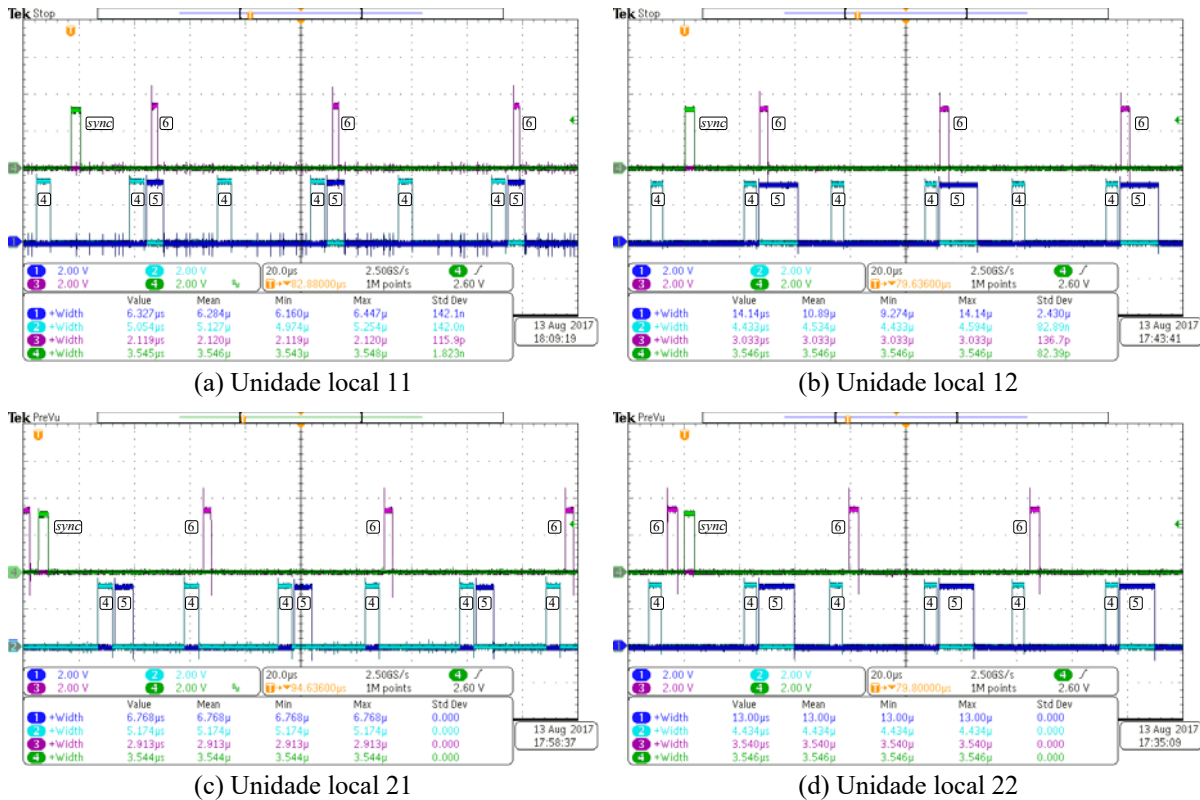 Tek Stop
T
sync
6
6
6
4
4
5
4
4
5
4
4
5
1 2.00 V 2 2.00 V
3 2.00 V 4 2.00 V
20.0µs
T→▼82.88000µs
2.50GS/s
1M points
4
2.60 V
Value Mean Min Max Std Dev
1 +Width 6.327µs 6.284µ 6.160µ 6.447µ 142.1n
2 +Width 5.054µs 5.127µ 4.974µ 5.254µ 142.0n
3 +Width 2.119µs 2.120µ 2.119µ 2.120µ 115.9p
4 +Width 3.545µs 3.546µ 3.543µ 3.548µ 1.823n
13 Aug 2017
18:09:19
(a) Unidade local 11
Tek Stop
T
sync
6
6
6
4
4
5
4
4
5
4
4
5
1 2.00 V 2 2.00 V
3 2.00 V 4 2.00 V
20.0µs
T→▼79.63600µs
2.50GS/s
1M points
4
2.60 V
Value Mean Min Max Std Dev
1 +Width 14.14µs 10.89µ 9.274µ 14.14µ 2.430µ
2 +Width 4.433µs 4.534µ 4.433µ 4.594µ 82.89n
3 +Width 3.033µs 3.033µ 3.033µ 3.033µ 136.7p
4 +Width 3.546µs 3.546µ 3.546µ 3.546µ 82.39p
13 Aug 2017
17:43:41
(b) Unidade local 12
Tek PreVu
T
sync
6
6
6
4
5
4
4
5
4
4
5
4
1 2.00 V 2 2.00 V
3 2.00 V 4 2.00 V
20.0µs
T→▼94.63600µs
2.50GS/s
1M points
4
2.60 V
Value Mean Min Max Std Dev
1 +Width 6.768µs 6.768µ 6.768µ 6.768µ 0.000
2 +Width 5.174µs 5.174µ 5.174µ 5.174µ 0.000
3 +Width 2.913µs 2.913µ 2.913µ 2.913µ 0.000
4 +Width 3.544µs 3.544µ 3.544µ 3.544µ 0.000
13 Aug 2017
17:58:37
(c) Unidade local 21
Tek PreVu
T
6
sync
6
6
4
4
5
4
4
5
4
4
5
1 2.00 V 2 2.00 V
3 2.00 V 4 2.00 V
20.0µs
T→▼79.80000µs
2.50GS/s
1M points
4
2.60 V
Value Mean Min Max Std Dev
1 +Width 13.00µs 13.00µ 13.00µ 13.00µ 0.000
2 +Width 4.434µs 4.434µ 4.434µ 4.434µ 0.000
3 +Width 3.540µs 3.540µ 3.540µ 3.540µ 0.000
4 +Width 3.546µs 3.546µ 3.546µ 3.546µ 0.000
13 Aug 2017
17:35:09
(d) Unidade local 22